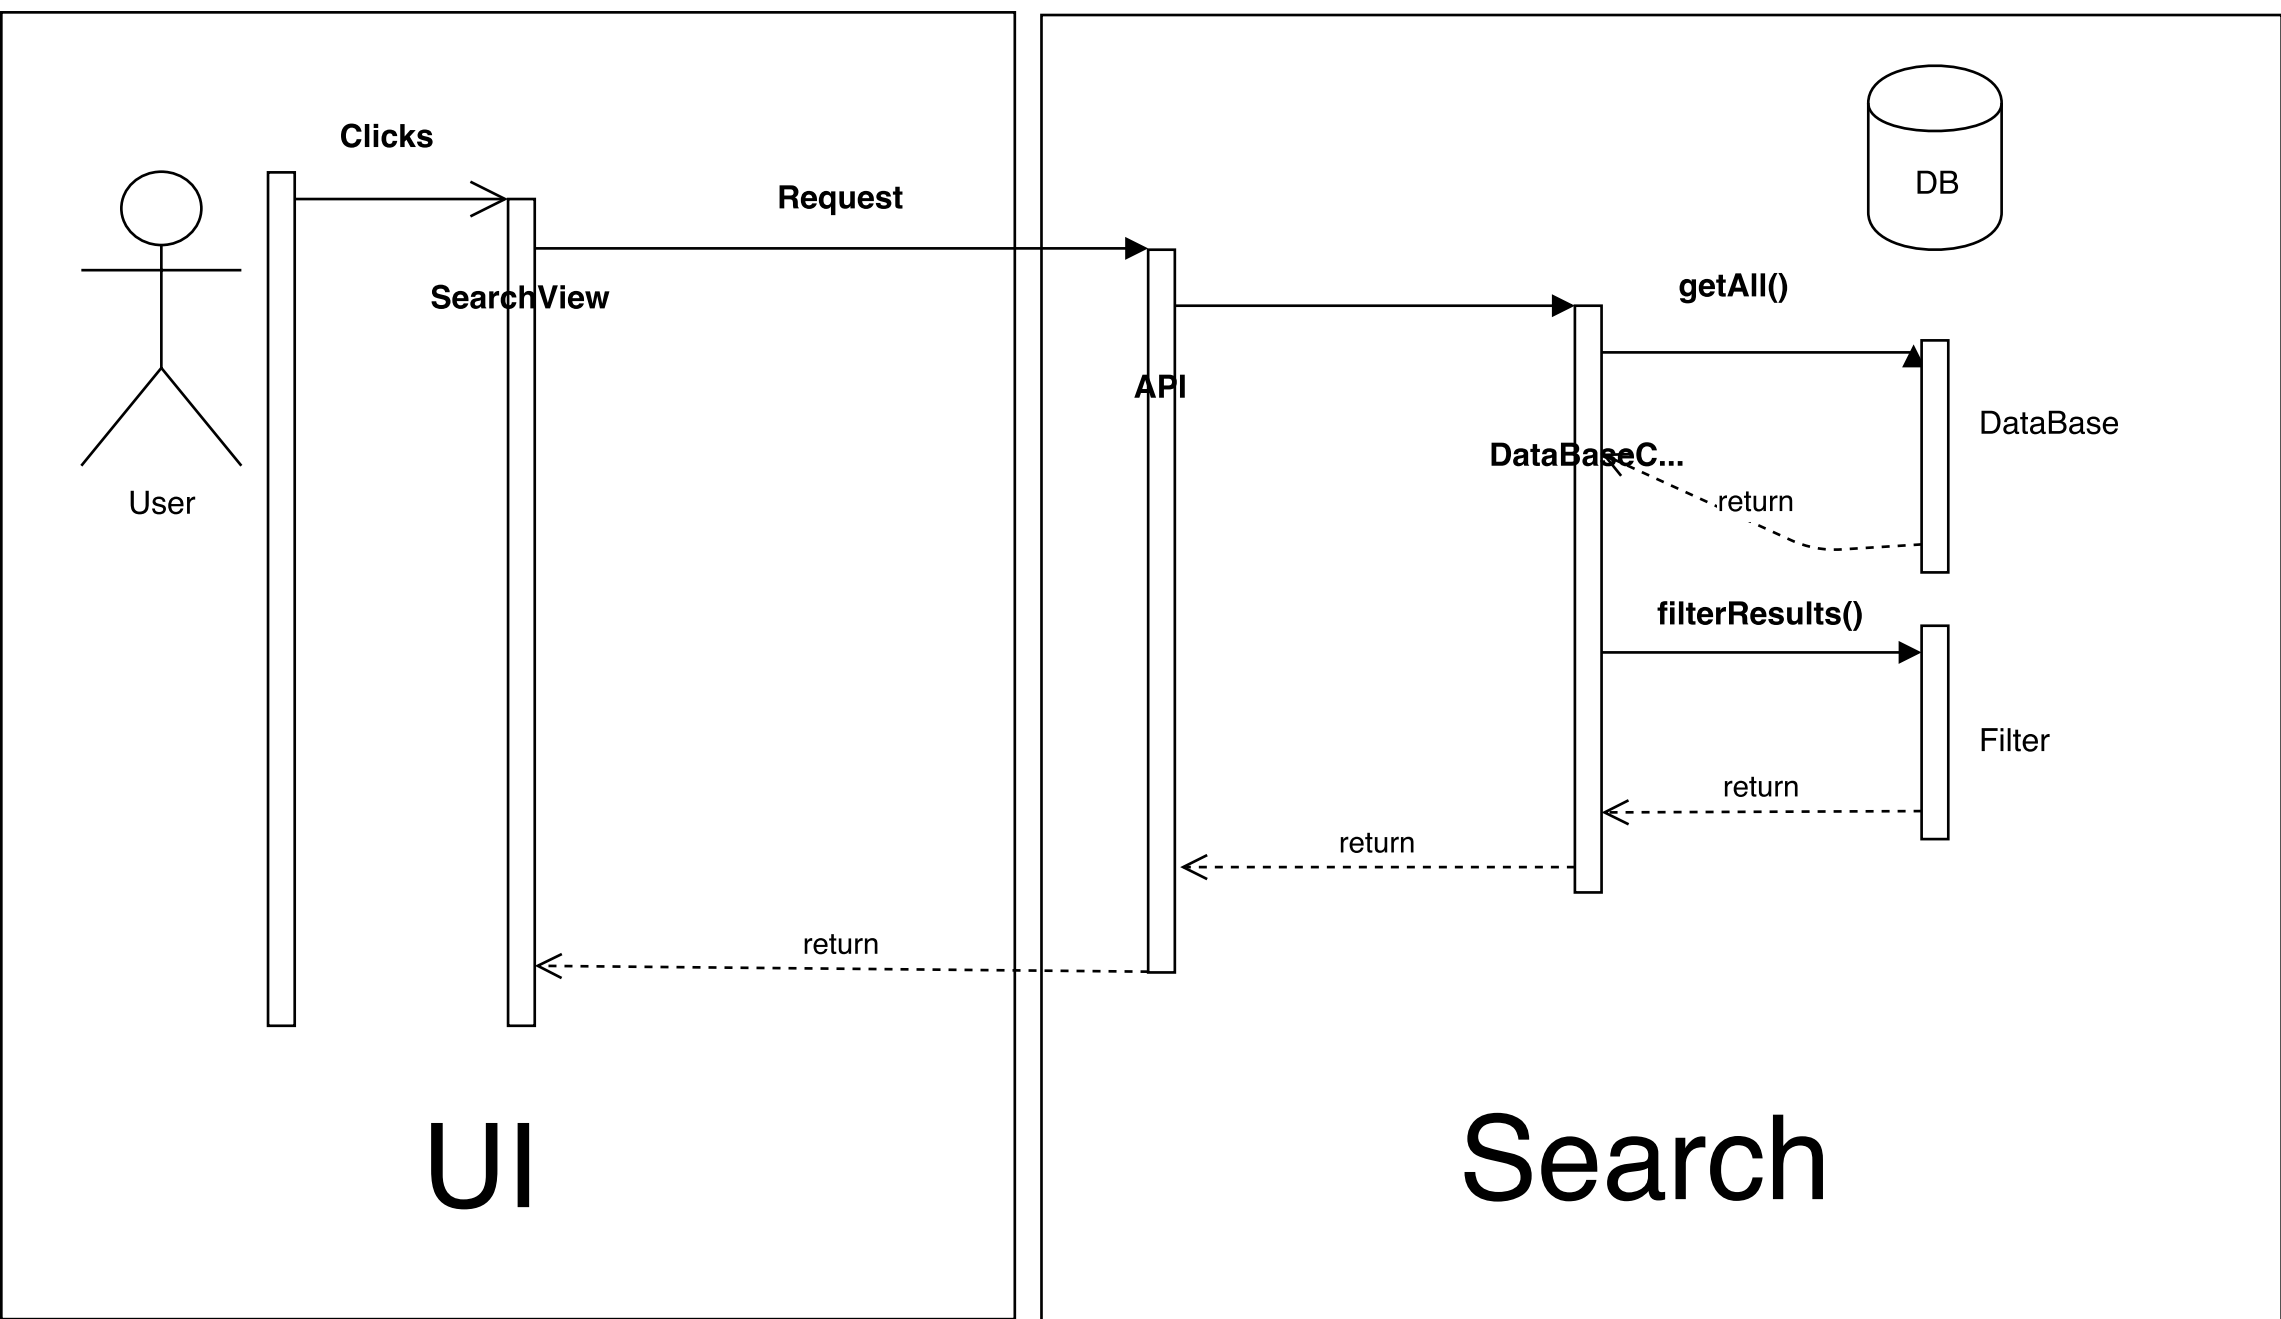 Clicks
Request
DB
SearchView
getAll()
API
DataBase
DataBaseC...
return
User
filterResults()
Filter
return
return
return
UI
Search